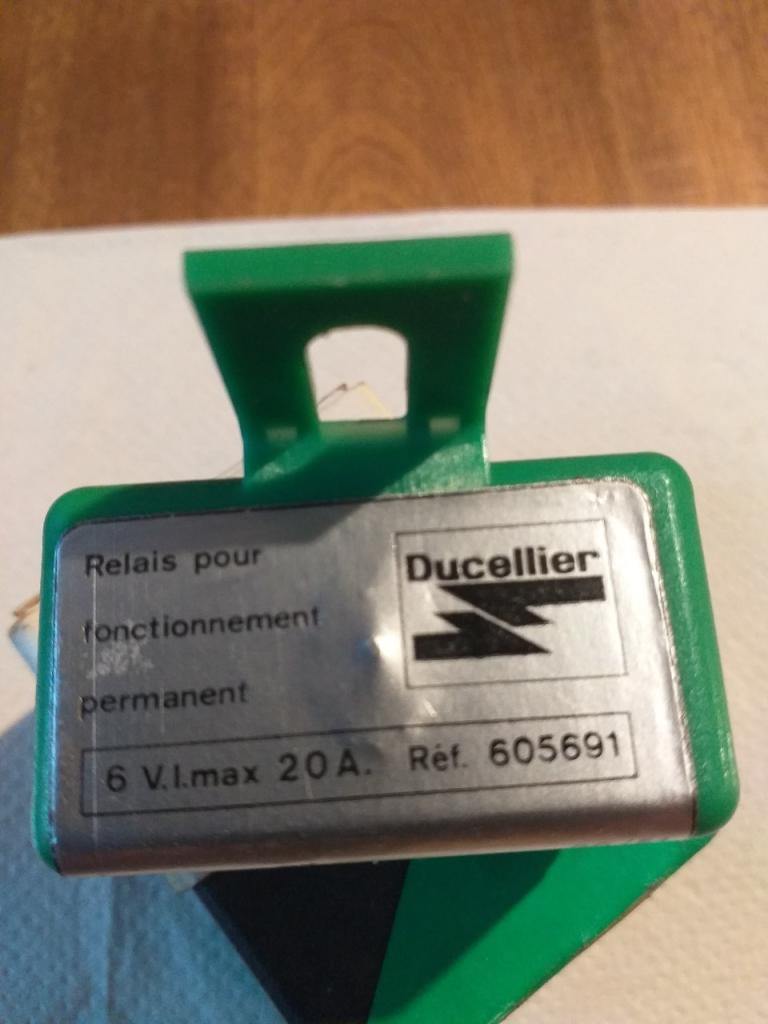 Relais pour
fonctionnement
permanent
Ducellier
6 V.I.max 20 A. Réf. 605691